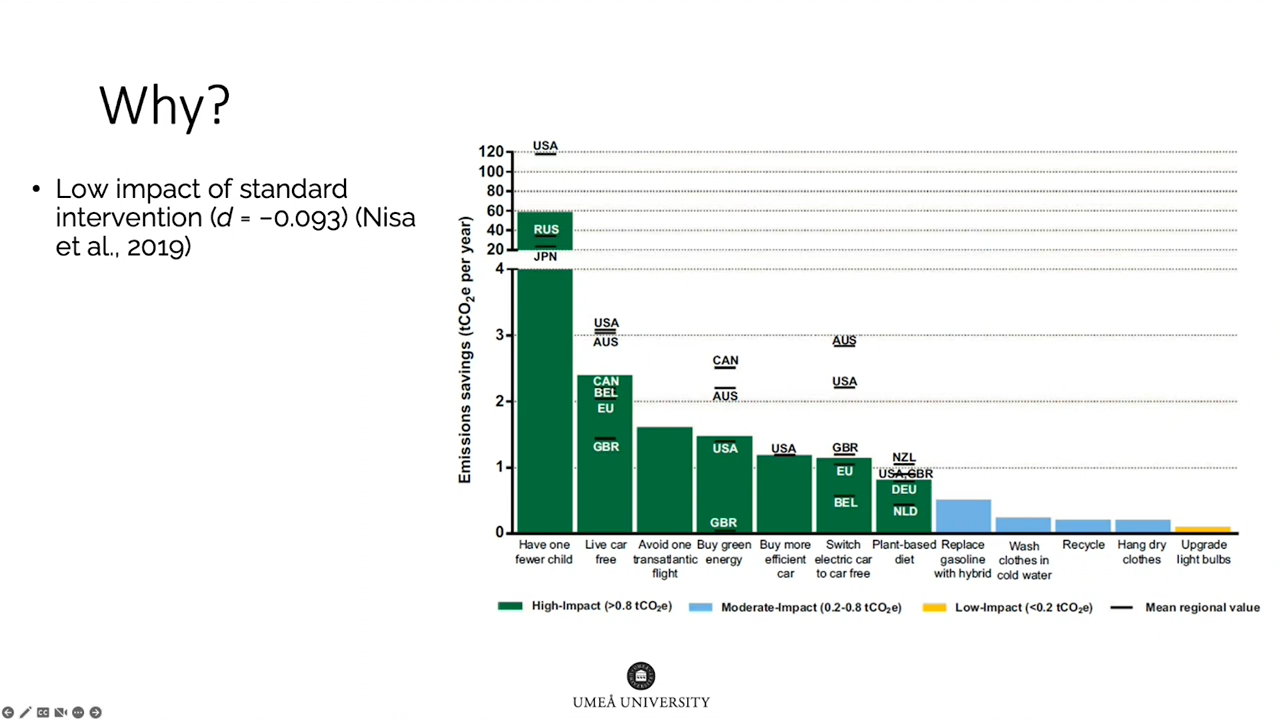 Why?
• Low impact of standard
intervention (d = −0.093) (Nisa
et al., 2019)
Emissions savings (tCO2e per year)
120
100
80
60
40
20
4
3
2
1
0
USA
RUS
JPN
USA
AUS
CAN
BEL
EU
GBR
CAN
AUS
USA
GBR
USA
AUS
USA
GBR
EU
BEL
NZL
USA,GBR
DEU
NLD
Have one
fewer child
Live car
free
Avoid one
transatlantic
flight
Buy green
energy
Buy more
efficient
car
Switch
electric car
to car free
Plant-based
diet
Replace
gasoline
with hybrid
Wash
clothes in
cold water
Recycle
Hang dry
clothes
Upgrade
light bulbs
High-Impact (>0.8 tCO2e)
Moderate-Impact (0.2-0.8 tCO2e)
Low-Impact (<0.2 tCO2e)
Mean regional value
UMEÅ UNIVERSITY